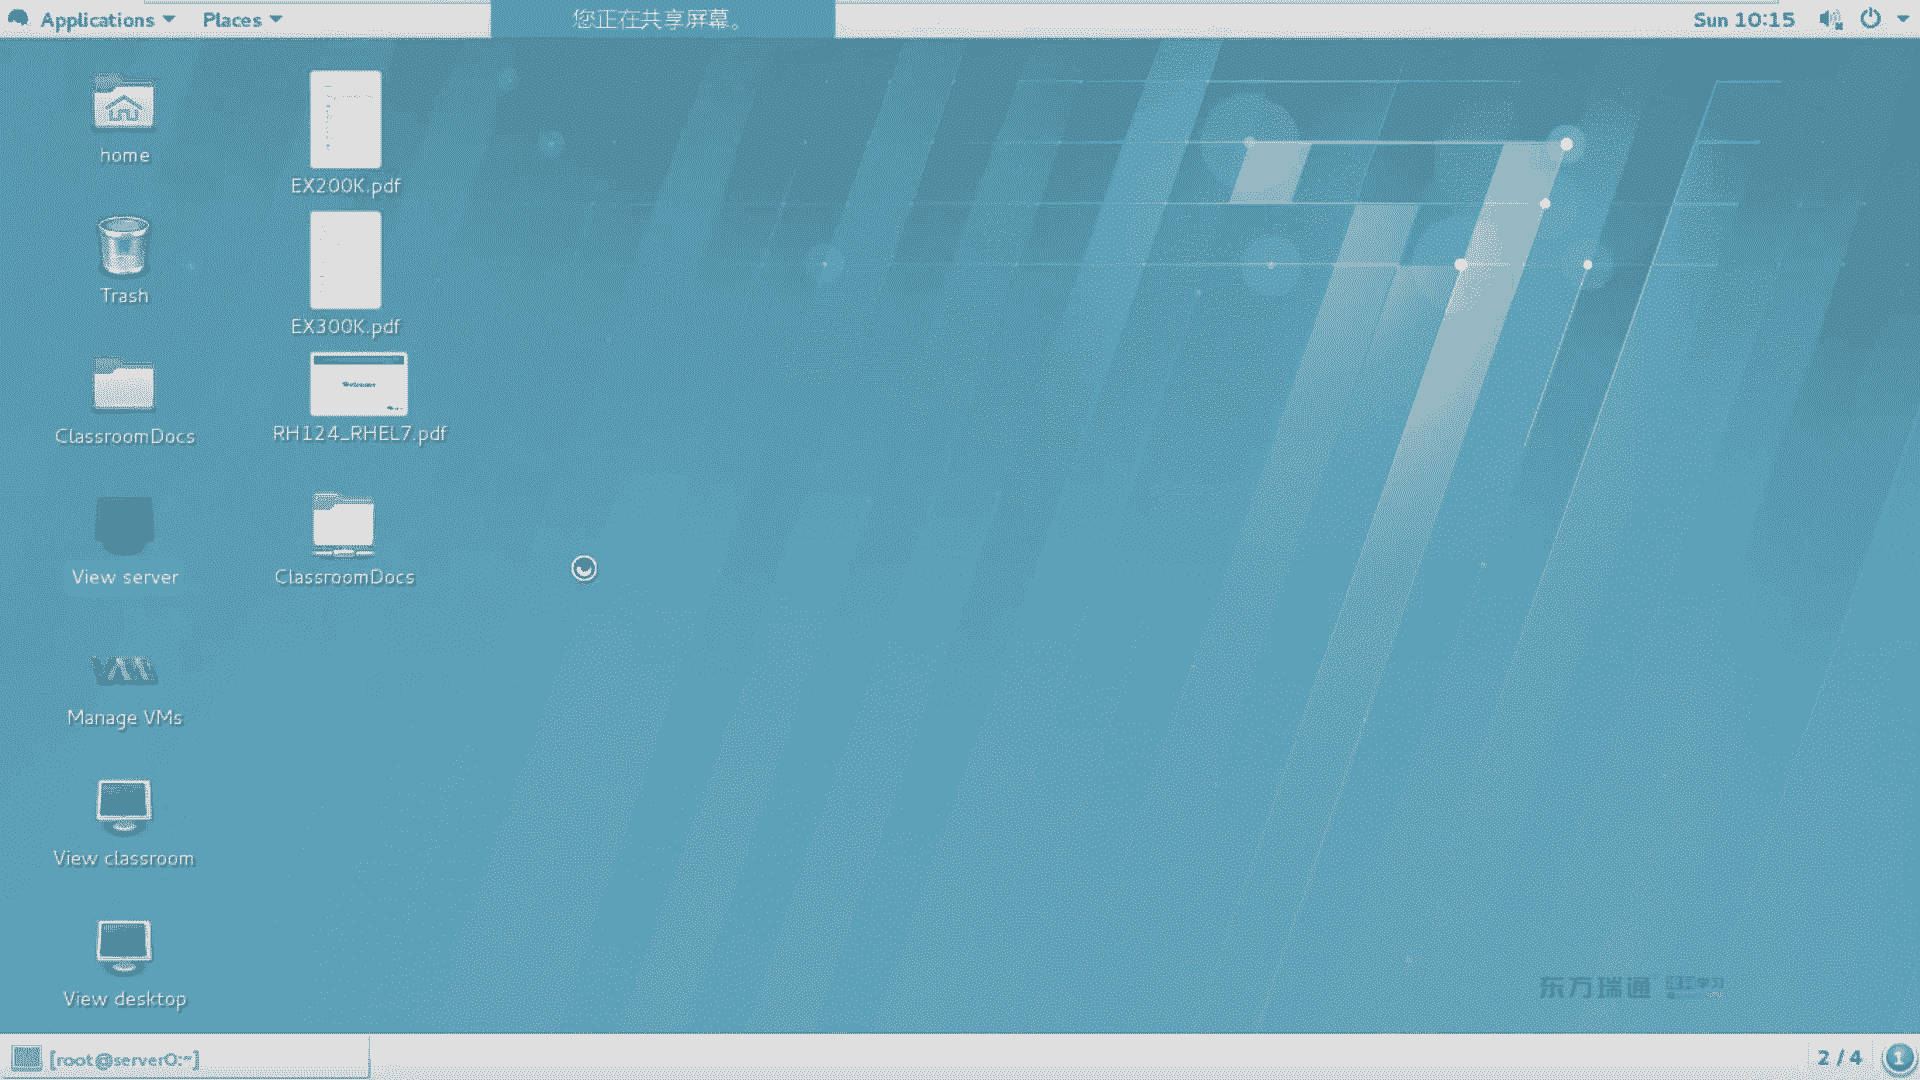 Applications Places 您正在共享屏幕。 Sun 10:15
home
EX200K.pdf
Trash
EX300K.pdf
ClassroomDocs
RH124_RHEL7.pdf
Welcome
View server
ClassroomDocs
Manage VMs
View classroom
View desktop
东方瑞通
[root@server0:~]
2 / 4
1